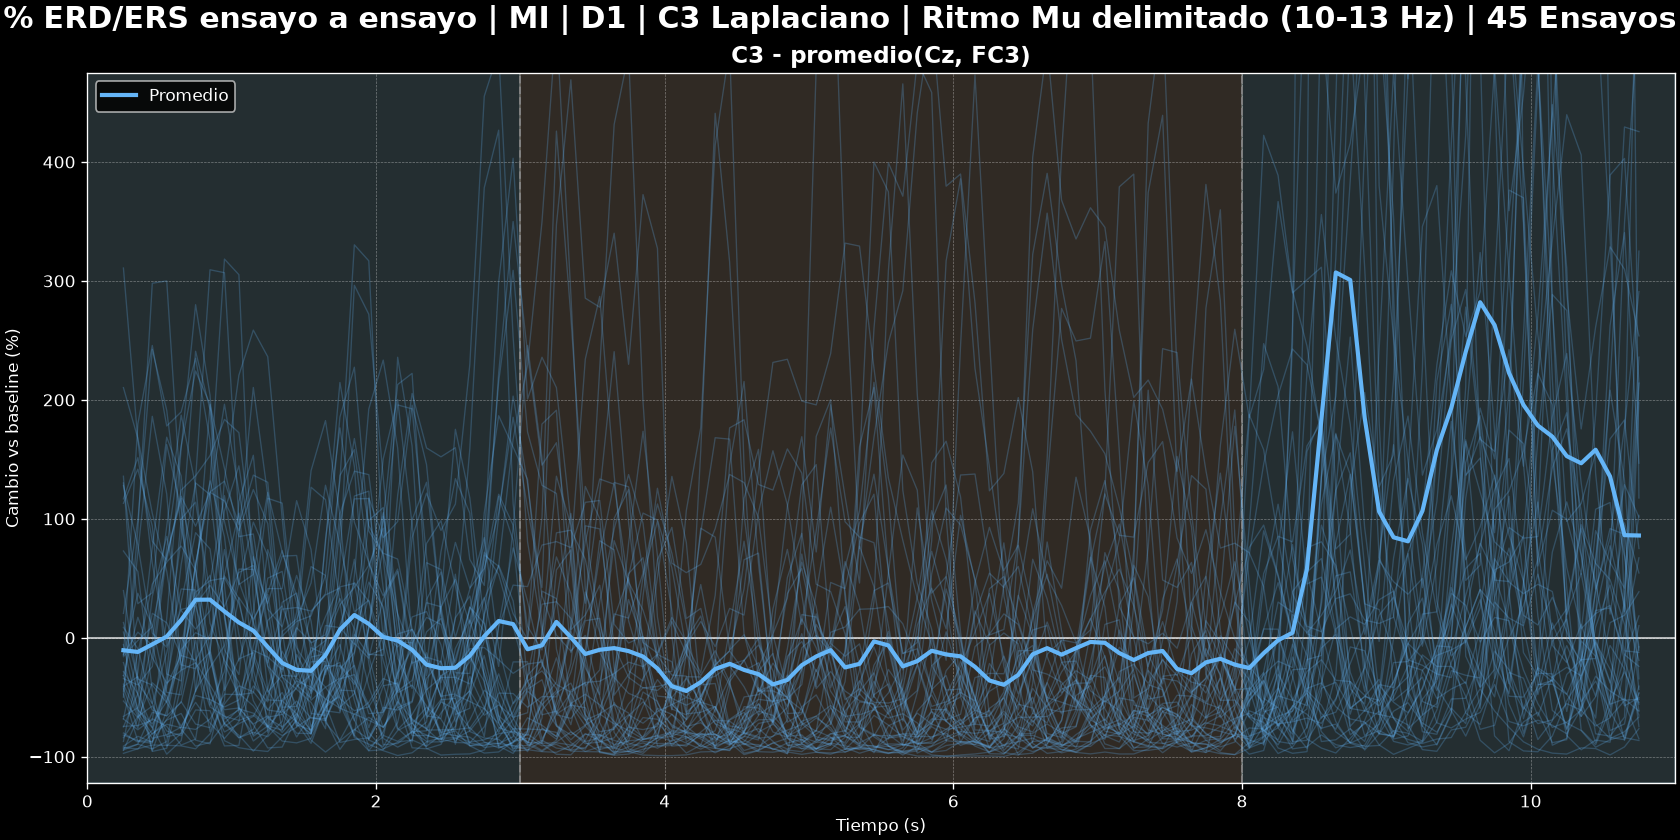 % ERD/ERS ensayo a ensayo | MI | D1 | C3 Laplaciano | Ritmo Mu delimitado (10-13 Hz) | 45 Ensayos
C3 - promedio(Cz, FC3)
Promedio
400
300
200
100
0
−100
Cambio vs baseline (%)
0 2 4 6 8 10
Tiempo (s)